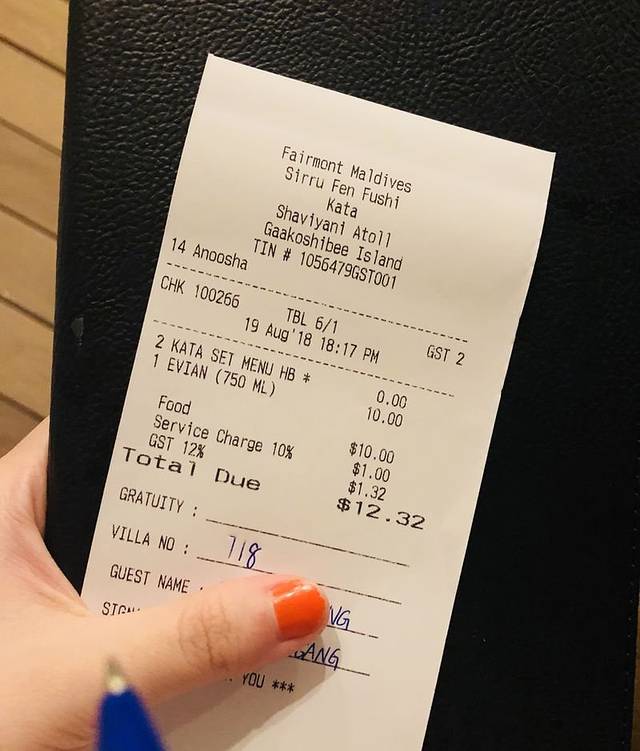 Fairmont Maldives
Sirru Fen Fushi
Kata
Shaviyani Atoll
Gaakoshibee Island
TIN # 1056479GST001
14 Anoosha
CHK 100266 TBL 6/1 GST 2
19 Aug'18 18:17 PM
2 KATA SET MENU HB * 0.00
1 EVIAN (750 ML) 10.00
Food $10.00
Service Charge 10% $1.00
GST 12% $1.32
Total Due $12.32
GRATUITY :
VILLA NO : 718
GUEST NAME :
YOU ***